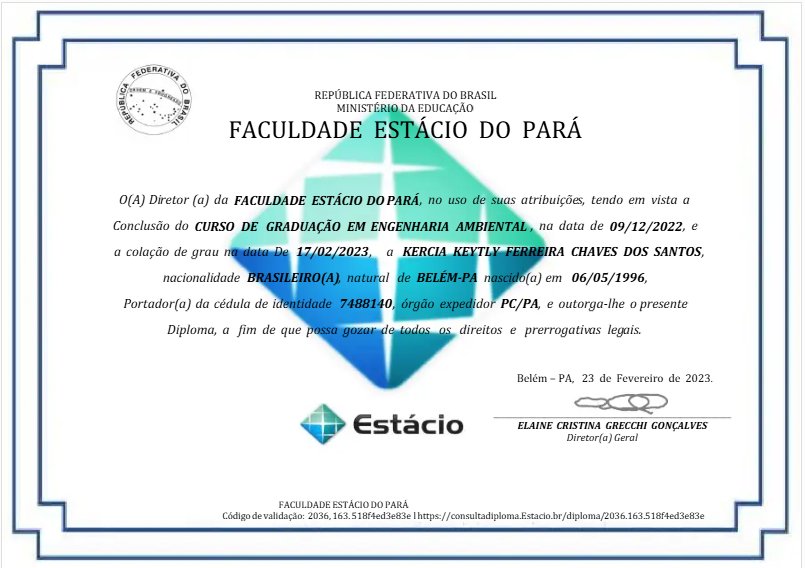 REPÚBLICA FEDERATIVA DO BRASIL
ORDEM E PROGRESSO
REPÚBLICA FEDERATIVA DO BRASIL
MINISTÉRIO DA EDUCAÇÃO
FACULDADE ESTÁCIO DO PARÁ
O(A) Diretor (a) da FACULDADE ESTÁCIO DO PARÁ, no uso de suas atribuições, tendo em vista a
Conclusão do CURSO DE GRADUAÇÃO EM ENGENHARIA AMBIENTAL, na data de 09/12/2022, e
a colação de grau na data De 17/02/2023, a KERCIA KEYTLY FERREIRA CHAVES DOS SANTOS,
nacionalidade BRASILEIRO(A), natural de BELÉM-PA nascido(a) em 06/05/1996,
Portador(a) da cédula de identidade 7488140, órgão expedidor PC/PA, e outorga-lhe o presente
Diploma, a fim de que possa gozar de todos os direitos e prerrogativas legais.
Belém – PA, 23 de Fevereiro de 2023.
Estácio
ELAINE CRISTINA GRECCHI GONÇALVES
Diretor(a) Geral
FACULDADE ESTÁCIO DO PARÁ
Código de validação: 2036,163.518f4ed3e83e l https://consultadiploma.Estacio.br/diploma/2036.163.518f4ed3e83e